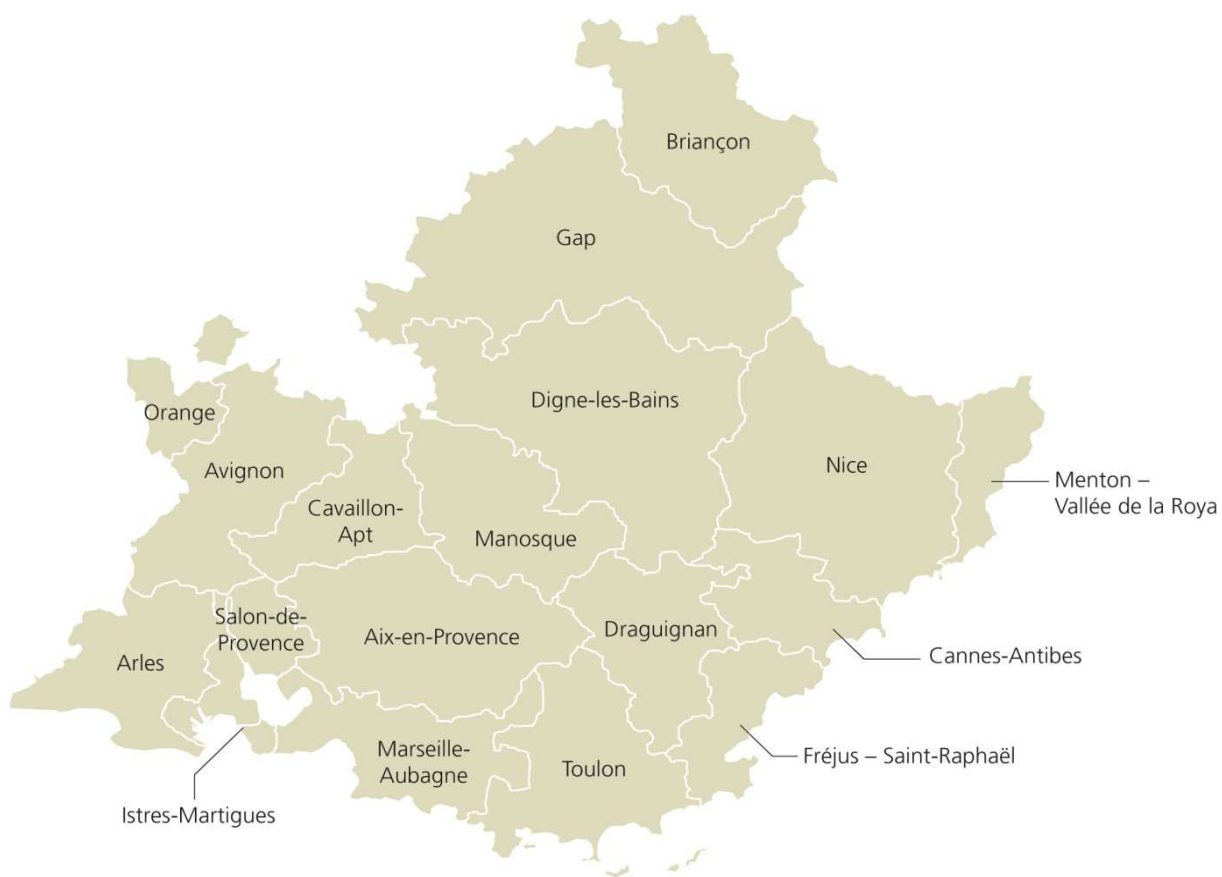 Briançon
Gap
Digne-les-Bains
Orange
Avignon
Nice
Menton –
Vallée de la Roya
Cavaillon-
Apt
Manosque
Salon-de-
Provence
Aix-en-Provence
Draguignan
Arles
Cannes-Antibes
Marseille-
Aubagne
Toulon
Fréjus – Saint-Raphaël
Istres-Martigues